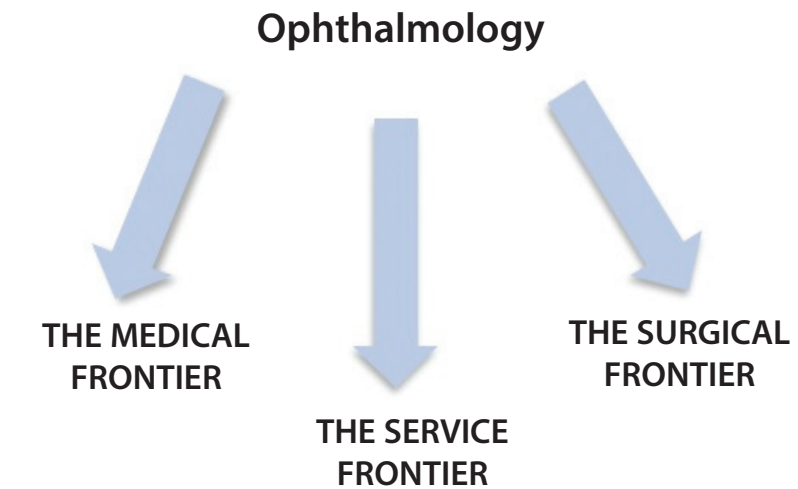 Ophthalmology
THE MEDICAL
FRONTIER
THE SERVICE
FRONTIER
THE SURGICAL
FRONTIER